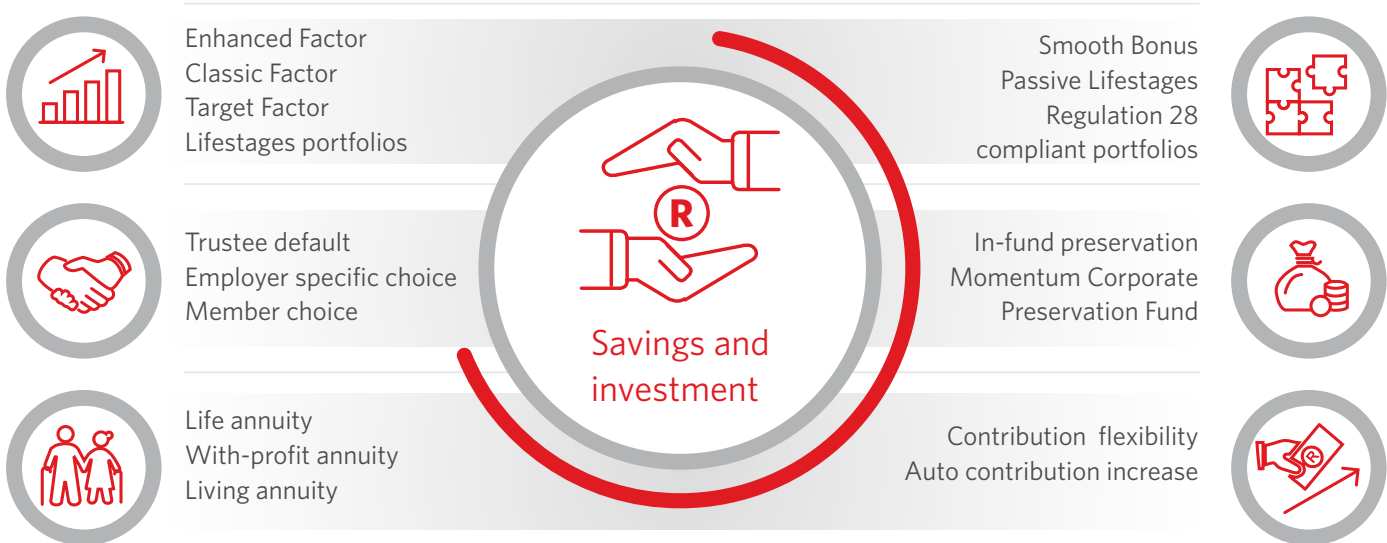 Enhanced Factor
Classic Factor
Target Factor
Lifestages portfolios
Smooth Bonus
Passive Lifestages
Regulation 28
compliant portfolios
Trustee default
Employer specific choice
Member choice
R
Savings and
investment
In-fund preservation
Momentum Corporate
Preservation Fund
Life annuity
With-profit annuity
Living annuity
Contribution flexibility
Auto contribution increase
R